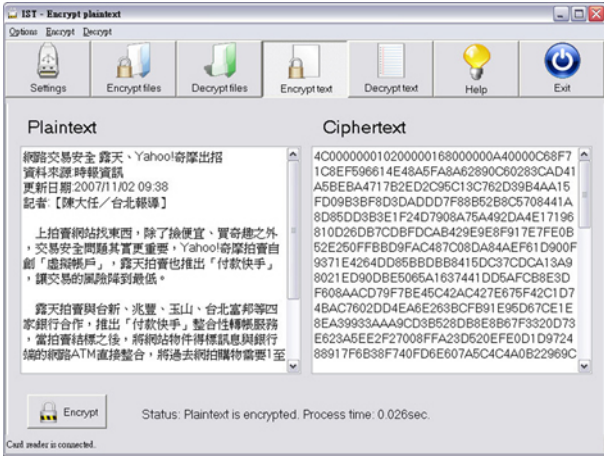 IST - Encrypt plaintext
Options Encrypt Decrypt
Settings Encrypt files Decrypt files Encrypt text Decrypt text Help Exit
Plaintext
網路交易安全 露天、Yahoo!奇摩出招
資料來源:時報資訊
更新日期:2007/11/02 09:38
記者:【陳大任／台北報導】
上拍賣網站找東西，除了撿便宜、買奇趣之外
，交易安全問題其實更重要，Yahoo!奇摩拍賣自
創「虛擬帳戶」，露天拍賣也推出「付款快手」
，讓交易的風險降到最低。
露天拍賣與台新、兆豐、玉山、台北富邦等四
家銀行合作，推出「付款快手」整合性轉帳服務
，當拍賣結標之後，將網站物件得標訊息與銀行
端的網路ATM直接整合，將過去網拍購物需要1至
Ciphertext
4C00000001020000168000000A40000C68F7
1C8EF596614E48A5FA8A62890C60283CAD41
A5BEBA4717B2ED2C95C13C762D39B4AA15
FD09B3BF8D3DADDD7F88B52B8C5708441A
8D85DD3B3E1F24D7908A75A492DA4E17196
810D26DB7CDBFDCAB429E9E8F917E7FE0B
52E250FFBBD9FAC487C08DA84AEF61D900F
9371E4264DD85BBDBB8415DC37CDCA13A9
8021ED90DBE5065A1637441DD5AFCB8E3D
F608AACD79F7BE45C42AC427E675F42C1D7
4BAC7602DD4EA6E263BCFB91E95D67CE1E
8EA39933AAA9CD3B528DB8E8B67F3320D73
E623A5EE2F27008FFA23D520EFE0D1D9724
88917F6B38F740FD6E607A5C4C4A0B22969C
Encrypt
Status: Plaintext is encrypted. Process time: 0.026sec.
Card reader is connected.